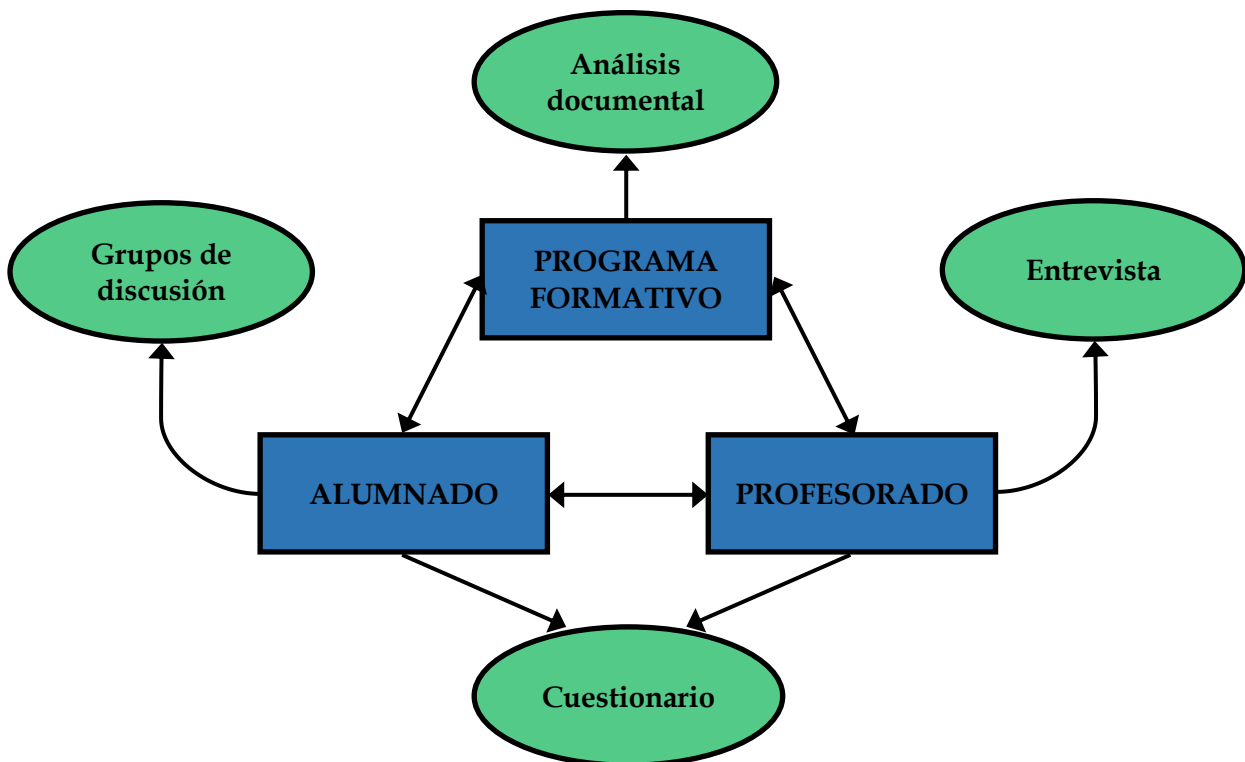 Análisis
documental
Grupos de
discusión
PROGRAMA
FORMATIVO
Entrevista
ALUMNADO
PROFESORADO
Cuestionario